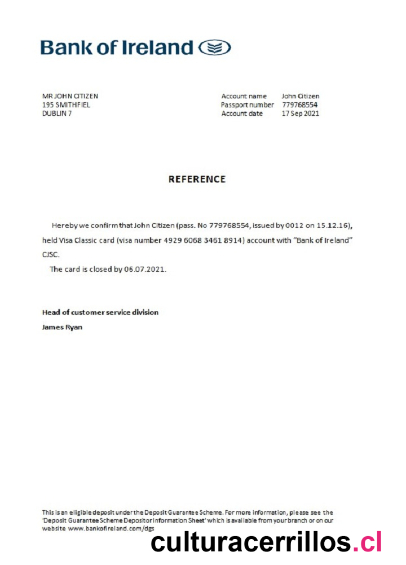 Bank of Ireland
MR JOHN CITIZEN
195 SMITHFIEL
DUBLIN 7
Account name John Citizen
Passport number 779768554
Account date 17 Sep 2021
REFERENCE
Hereby we confirm that John Citizen (pass. No 779768554, issued by 0012 on 15.12.16),
held Visa Classic card (visa number 4929 6068 3461 8914) account with "Bank of Ireland"
CJSC.
The card is closed by 06.07.2021.
Head of customer service division
James Ryan
This is an eligible deposit under the Deposit Guarantee Scheme. For more information, please see the
'Deposit Guarantee Scheme Depositor Information Sheet' which is available from your branch or on our
website www.bankofireland.com/dgs
culturacerrillos.cl